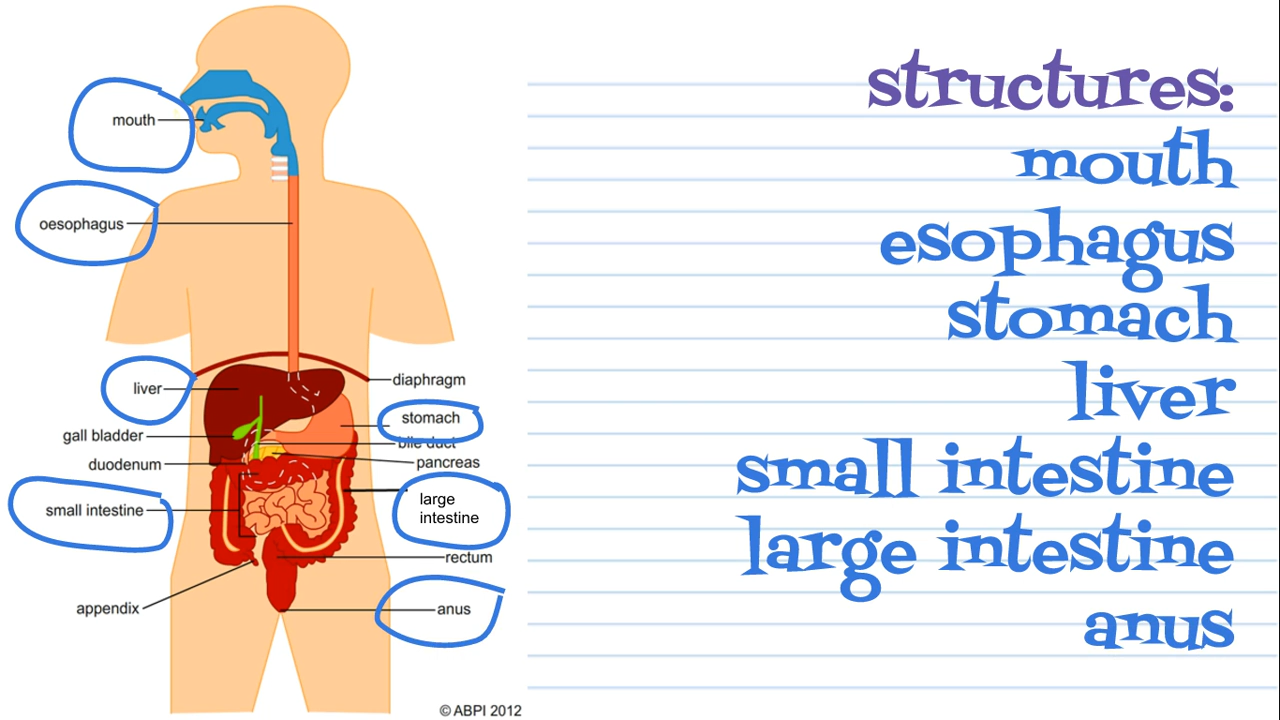 mouth
oesophagus
liver
gall bladder
duodenum
small intestine
appendix
diaphragm
stomach
bile duct
pancreas
large
intestine
rectum
anus
© ABPI 2012
structures:
mouth
esophagus
stomach
liver
small intestine
large intestine
anus